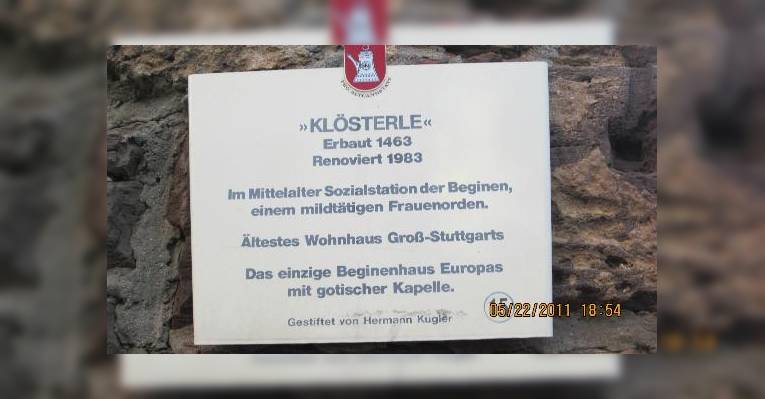 »KLÖSTERLE«
Erbaut 1463
Renoviert 1983
Im Mittelalter Sozialstation der Beginen,
einem mildtätigen Frauenorden.
Ältestes Wohnhaus Groß-Stuttgarts
Das einzige Beginenhaus Europas
mit gotischer Kapelle.
Gestiftet von Hermann Kugler
05/22/2011 18:54